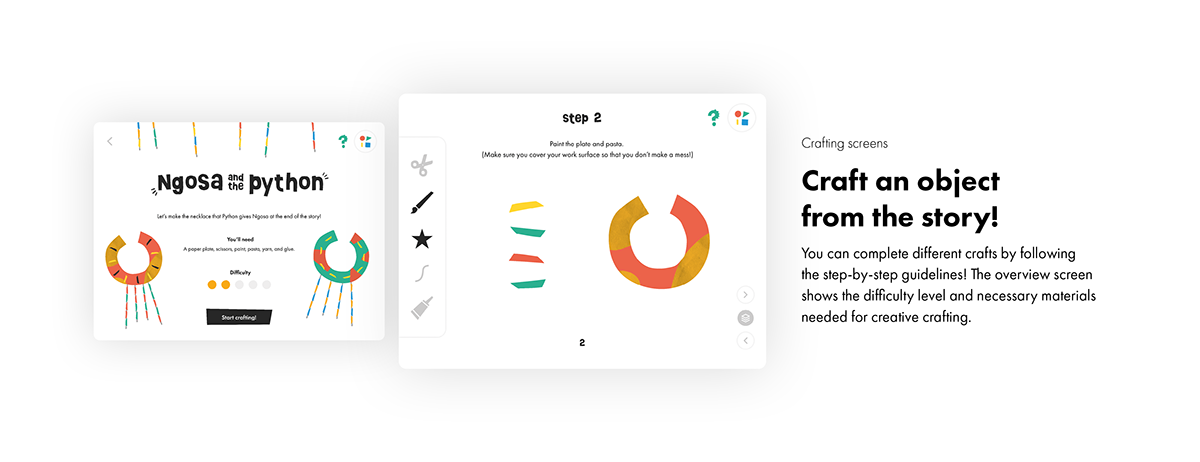 Ngosa and the python
Let's make the necklace that Python gives Ngosa at the end of the story!
You'll need
A paper plate, scissors, paint, pasta, yarn, and glue.
Difficulty
Start crafting!
step 2
Paint the plate and pasta.
(Make sure you cover your work surface so that you don't make a mess!)
2
Crafting screens
Craft an object
from the story!
You can complete different crafts by following
the step-by-step guidelines! The overview screen
shows the difficulty level and necessary materials
needed for creative crafting.